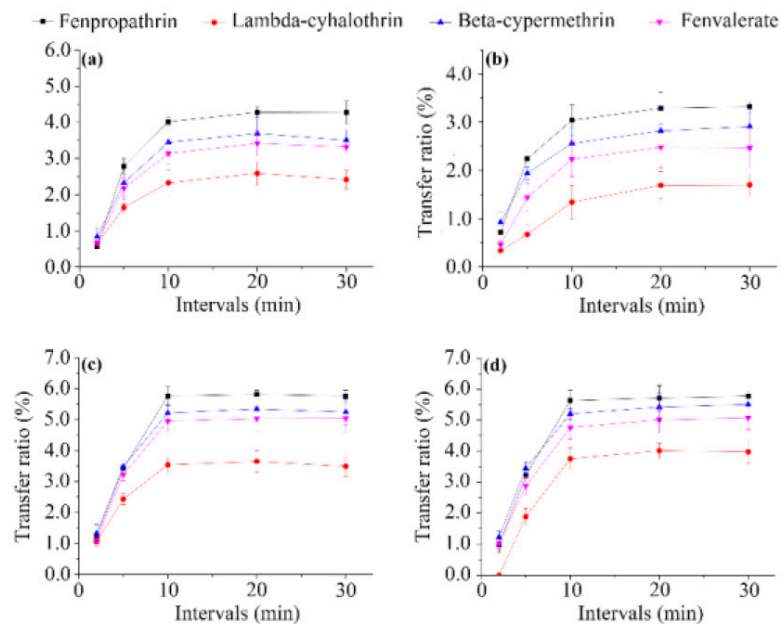 Fenpropathrin Lambda-cyhalothrin Beta-cypermethrin Fenvalerate
(a)
6.0
5.0
4.0
3.0
2.0
1.0
0.0
Transfer ratio (%)
0 10 20 30
Intervals (min)
(b)
4.0
3.0
2.0
1.0
0.0
Transfer ratio (%)
0 10 20 30
Intervals (min)
(c)
7.0
6.0
5.0
4.0
3.0
2.0
1.0
0.0
Transfer ratio (%)
0 10 20 30
Intervals (min)
(d)
7.0
6.0
5.0
4.0
3.0
2.0
1.0
0.0
Transfer ratio (%)
0 10 20 30
Intervals (min)